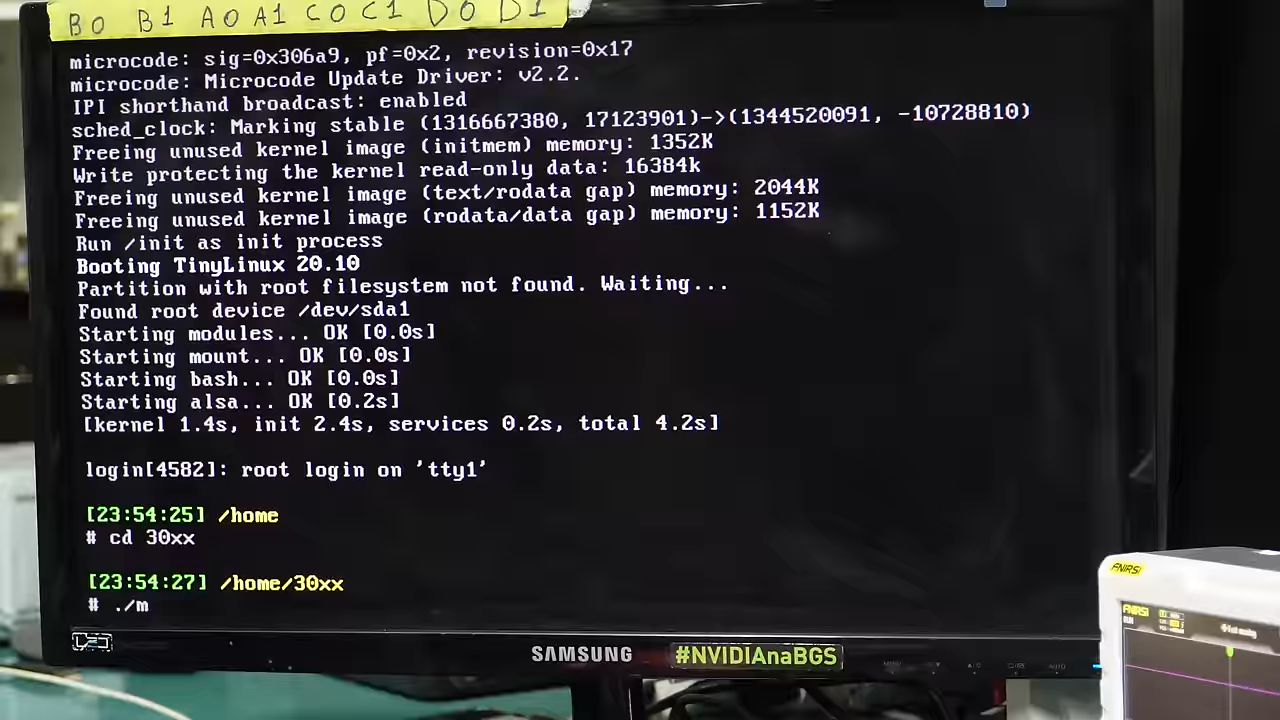 B0 B1 A0 A1 C0 C1 D0 D1
microcode: sig=0x306a9, pf=0x2, revision=0x17
microcode: Microcode Update Driver: v2.2.
IPI shorthand broadcast: enabled
sched_clock: Marking stable (1316667380, 17123901)->(1344520091, -10728810)
Freeing unused kernel image (initmem) memory: 1352K
Write protecting the kernel read-only data: 16384k
Freeing unused kernel image (text/rodata gap) memory: 2044K
Freeing unused kernel image (rodata/data gap) memory: 1152K
Run /init as init process
Booting TinyLinux 20.10
Partition with root filesystem not found. Waiting...
Found root device /dev/sda1
Starting modules... OK [0.0s]
Starting mount... OK [0.0s]
Starting bash... OK [0.0s]
Starting alsa... OK [0.2s]
[kernel 1.4s, init 2.4s, services 0.2s, total 4.2s]
login[4582]: root login on 'tty1'
[23:54:25] /home
# cd 30xx
[23:54:27] /home/30xx
# ./m
SAMSUNG #NVIDIAnaBGS
FNIRSI
FNIRSI